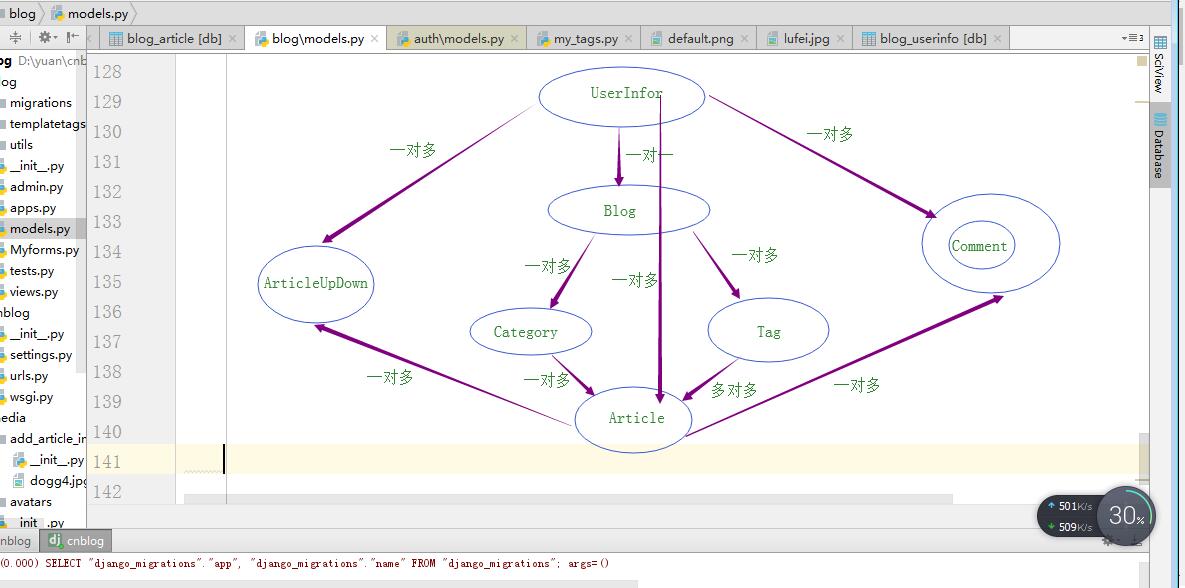 blog
models.py
blog_article [db]
blog\models.py
auth\models.py
my_tags.py
default.png
lufei.jpg
blog_userinfo [db]
3
og D:\yuan\cnb
log
migrations
templatetags
utils
__init__.py
admin.py
apps.py
models.py
Myforms.py
tests.py
views.py
nblog
__init__.py
settings.py
urls.py
wsgi.py
edia
add_article_in
__init__.py
dogg4.jpg
avatars
init .py
128
129
130
131
132
133
134
135
136
137
138
139
140
141
142
UserInfor
一对多
一对一
一对多
Blog
Comment
一对多
一对多
一对多
ArticleUpDown
Category
Tag
一对多
一对多
多对多
一对多
Article
SciView
Database
501K/s
509K/s
30%
nblog
cnblog
(0.000) SELECT "django_migrations"."app", "django_migrations"."name" FROM "django_migrations"; args=()